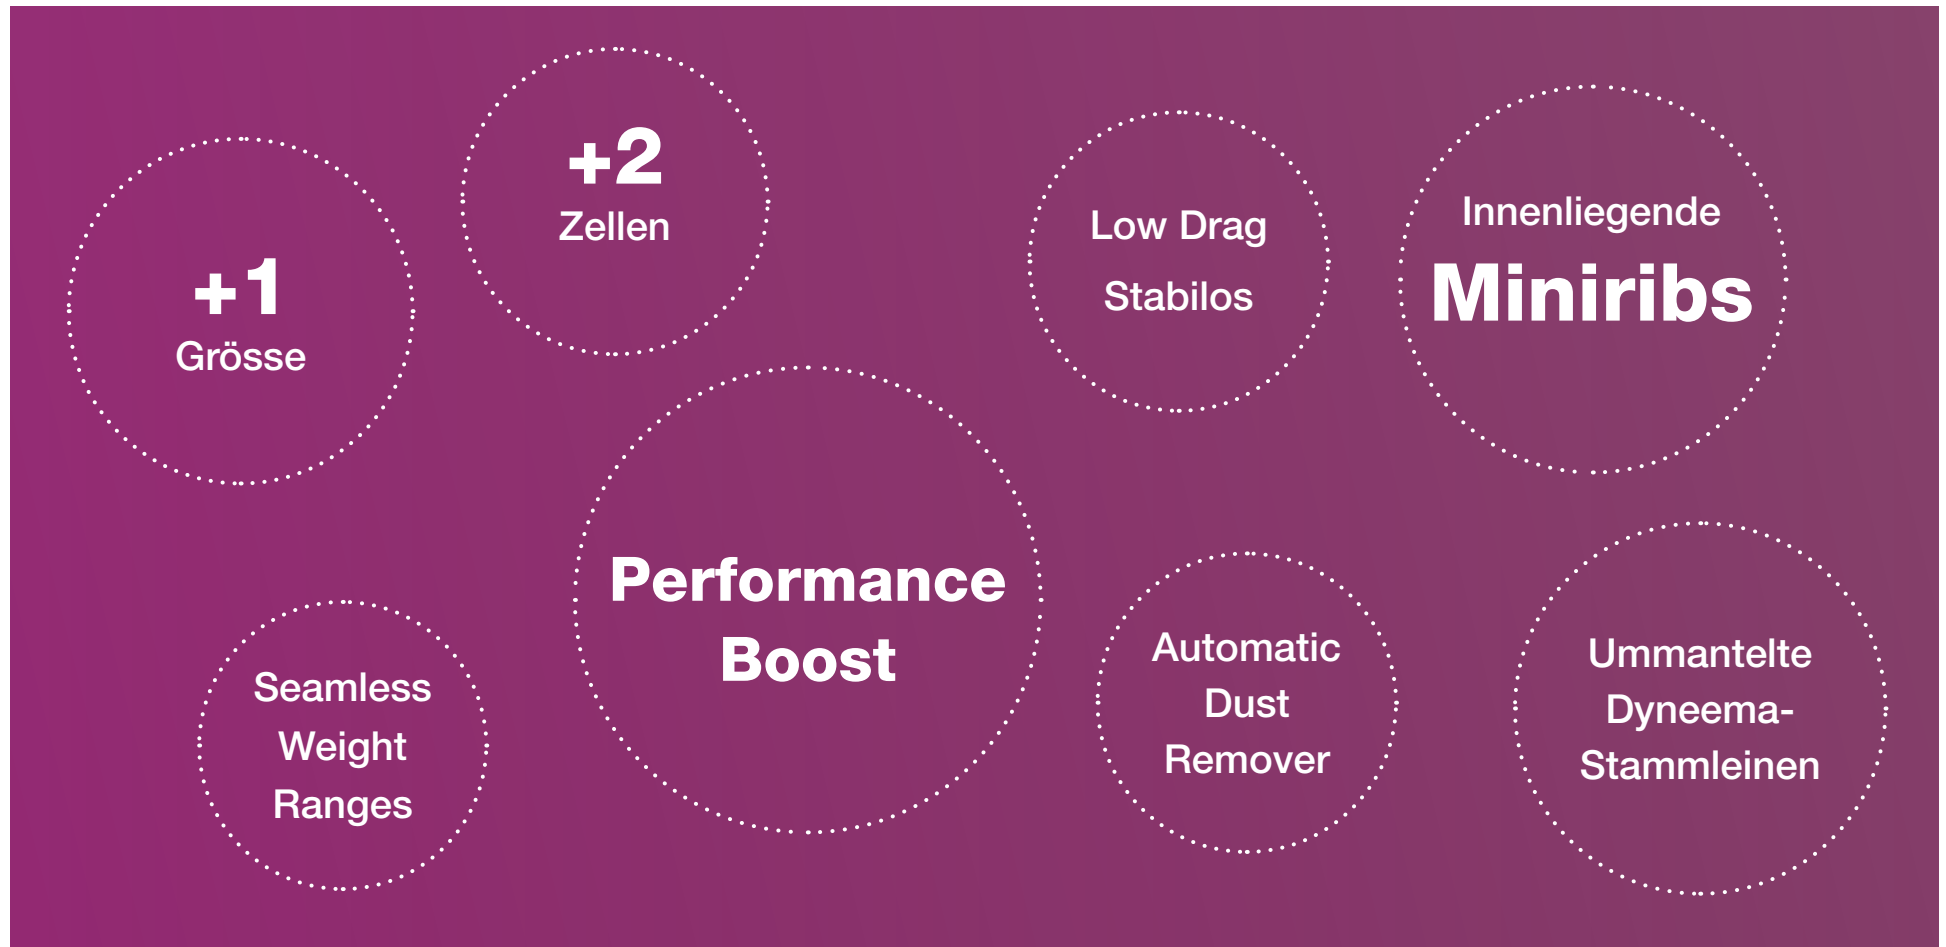 +1
Grösse
+2
Zellen
Low Drag
Stabilos
Innenliegende
Miniribs
Performance
Boost
Seamless
Weight
Ranges
Automatic
Dust
Remover
Ummantelte
Dyneema-
Stammleinen